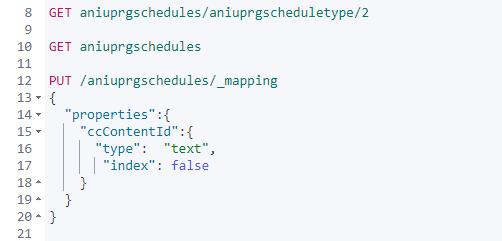 8 GET aniuprgschedules/aniuprgscheduletype/2
9
10 GET aniuprgschedules
11
12 PUT /aniuprgschedules/_mapping
13 {
14 "properties":{
15 "ccContentId":{
16 "type": "text",
17 "index": false
18 }
19 }
20 }
21